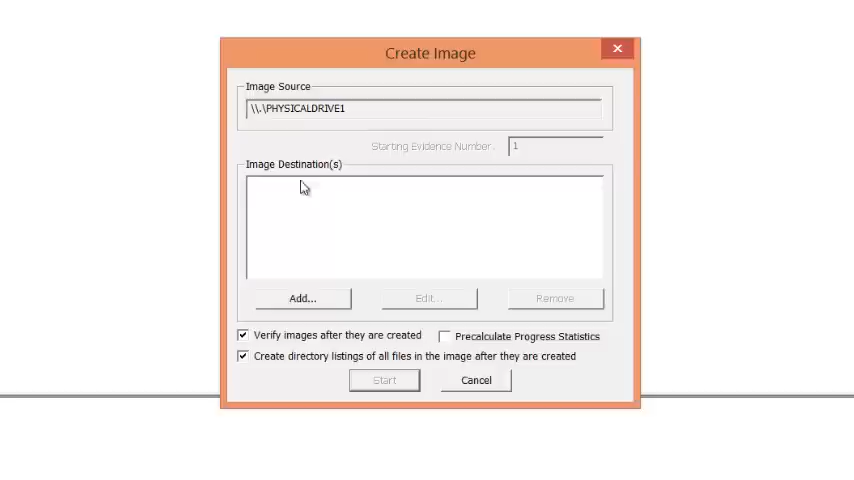 Create Image
Image Source
\\.\PHYSICALDRIVE1
Starting Evidence Number: 1
Image Destination(s)
Add... Edit... Remove
Verify images after they are created Precalculate Progress Statistics
Create directory listings of all files in the image after they are created
Start Cancel